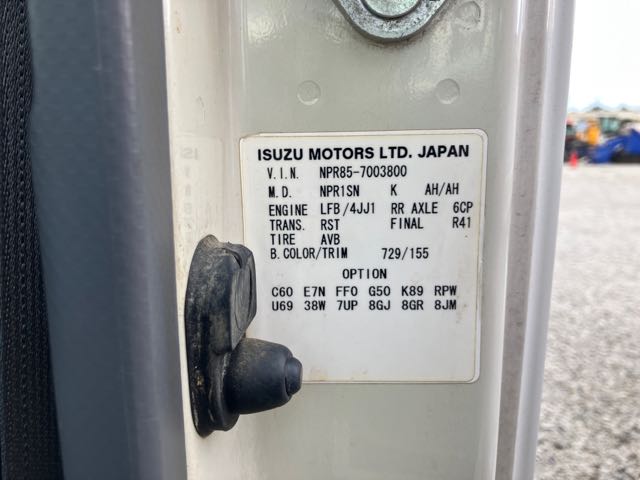 ISUZU MOTORS LTD. JAPAN
V.I.N. NPR85-7003800
M.D. NPR1SN K AH/AH
ENGINE LFB/4JJ1 RR AXLE 6CP
TRANS. RST FINAL R41
TIRE AVB
B.COLOR/TRIM 729/155
OPTION
C60 E7N FF0 G50 K89 RPW
U69 38W 7UP 8GJ 8GR 8JM